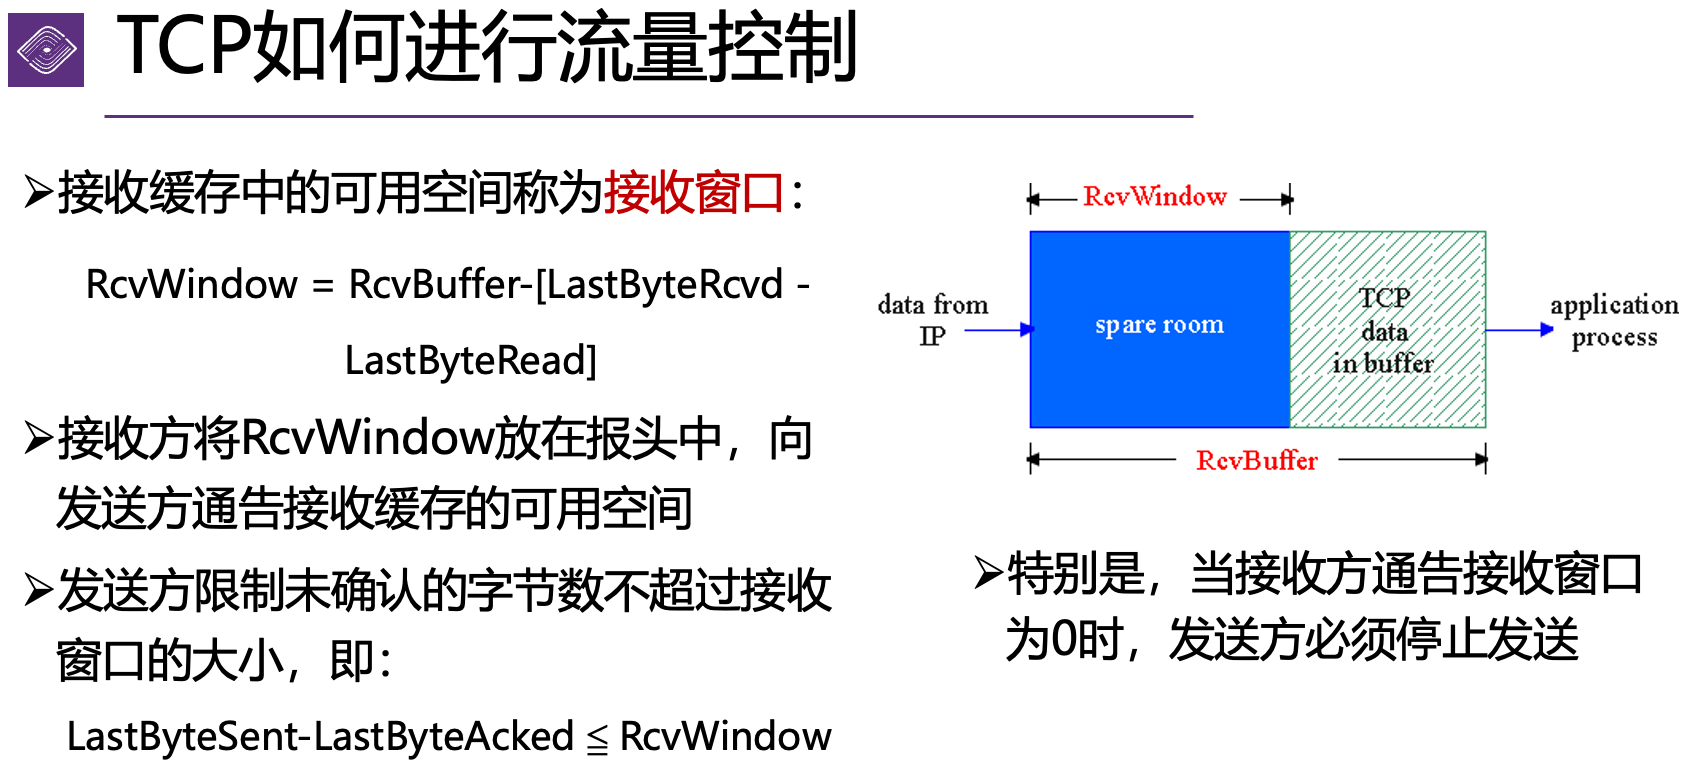 TCP如何进行流量控制
➢接收缓存中的可用空间称为接收窗口：
RcvWindow = RcvBuffer-[LastByteRcvd -
LastByteRead]
➢接收方将RcvWindow放在报头中，向
发送方通告接收缓存的可用空间
➢发送方限制未确认的字节数不超过接收
窗口的大小，即：
LastByteSent-LastByteAcked ≦ RcvWindow
RcvWindow
data from
IP
spare room
TCP
data
in buffer
application
process
RcvBuffer
➢特别是，当接收方通告接收窗口
为0时，发送方必须停止发送